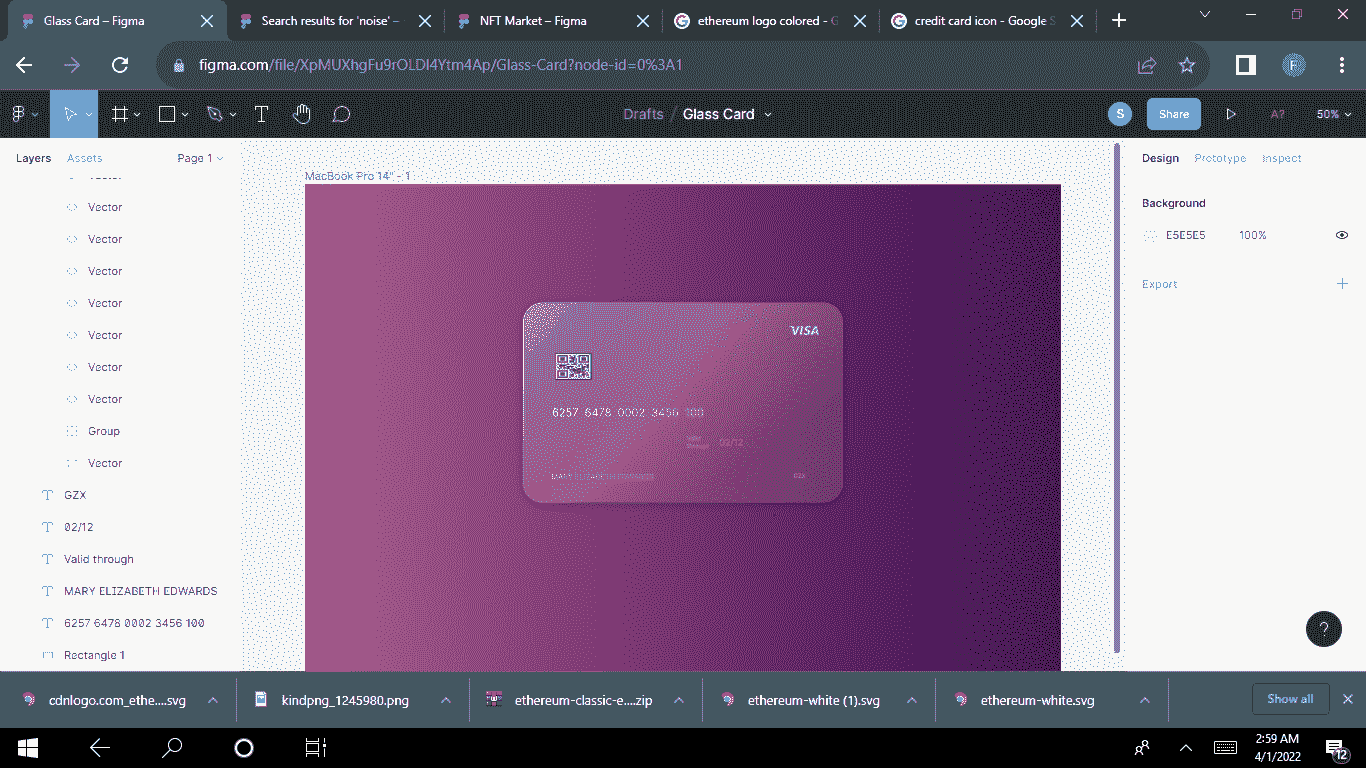 Glass Card – Figma
Search results for 'noise' –
NFT Market – Figma
ethereum logo colored - G
credit card icon - Google S
figma.com/file/XpMUXhgFu9rOLDl4Ytm4Ap/Glass-Card?node-id=0%3A1
F
Drafts / Glass Card
S
Share
A?
50%
Layers
Assets
Page 1
Design
Prototype
Inspect
MacBook Pro 14" - 1
Vector
Vector
Background
Vector
E5E5E5
100%
Vector
Export
Vector
Vector
Vector
Vector
Group
Vector
GZX
02/12
Valid through
MARY ELIZABETH EDWARDS
6257 6478 0002 3456 100
Rectangle 1
VISA
6257 6478 0002 3456 100
02/12
MARY ELIZABETH EDWARDS
GZX
?
cdnlogo.com_ethe....svg
kindpng_1245980.png
ethereum-classic-e....zip
ethereum-white (1).svg
ethereum-white.svg
Show all
2:59 AM
4/1/2022
12